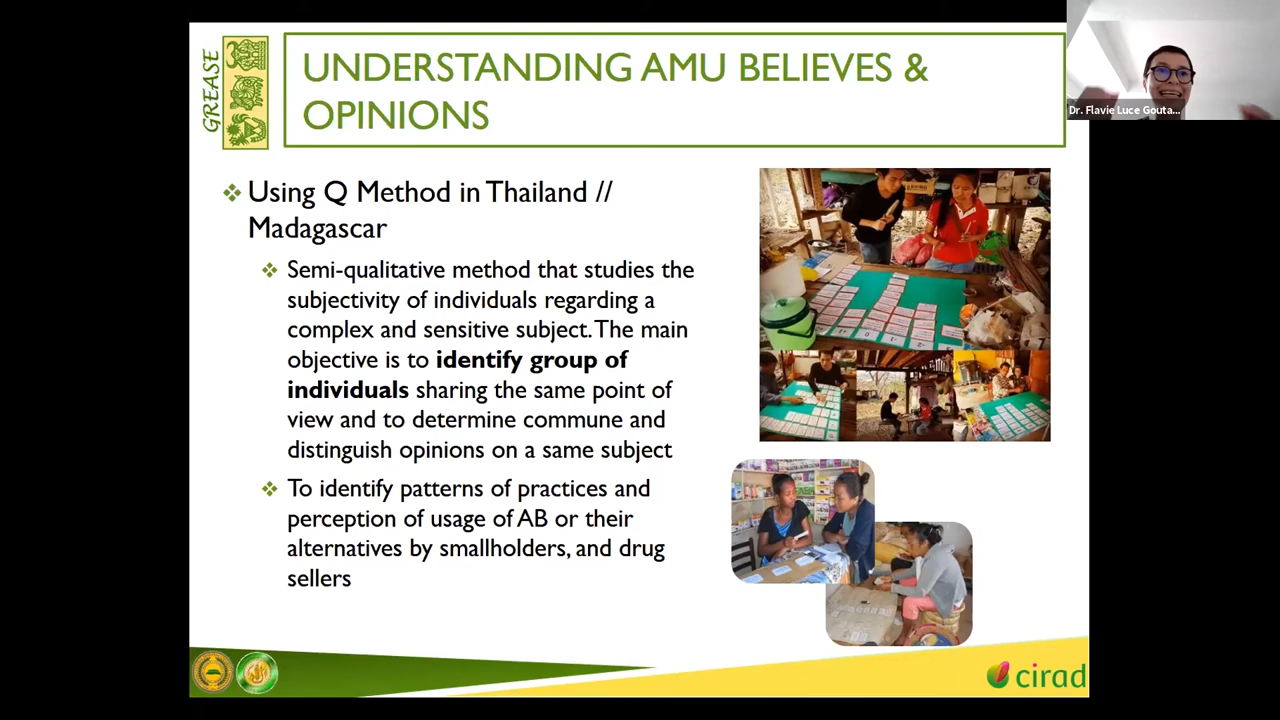 GREASE
UNDERSTANDING AMU BELIEVES &
OPINIONS
Dr. Flavie Luce Gouta...
Using Q Method in Thailand //
Madagascar
Semi-qualitative method that studies the
subjectivity of individuals regarding a
complex and sensitive subject. The main
objective is to identify group of
individuals sharing the same point of
view and to determine commune and
distinguish opinions on a same subject
To identify patterns of practices and
perception of usage of AB or their
alternatives by smallholders, and drug
sellers
cirad